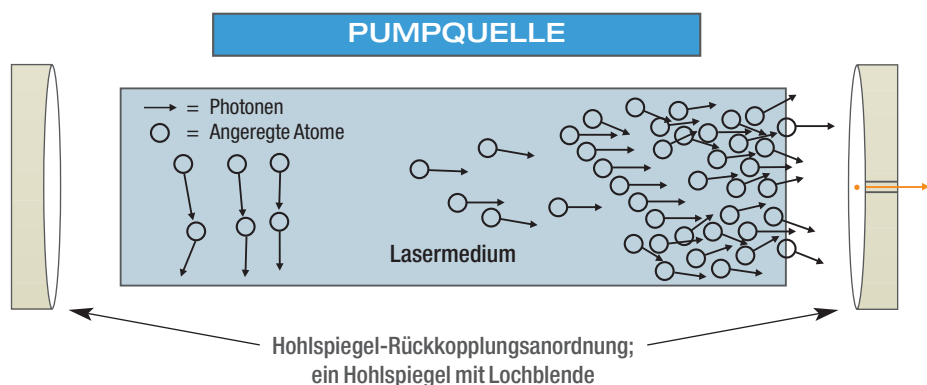 PUMPQUELLE
= Photonen
= Angeregte Atome
Lasermedium
Hohlspiegel-Rückkopplungsanordnung;
ein Hohlspiegel mit Lochblende